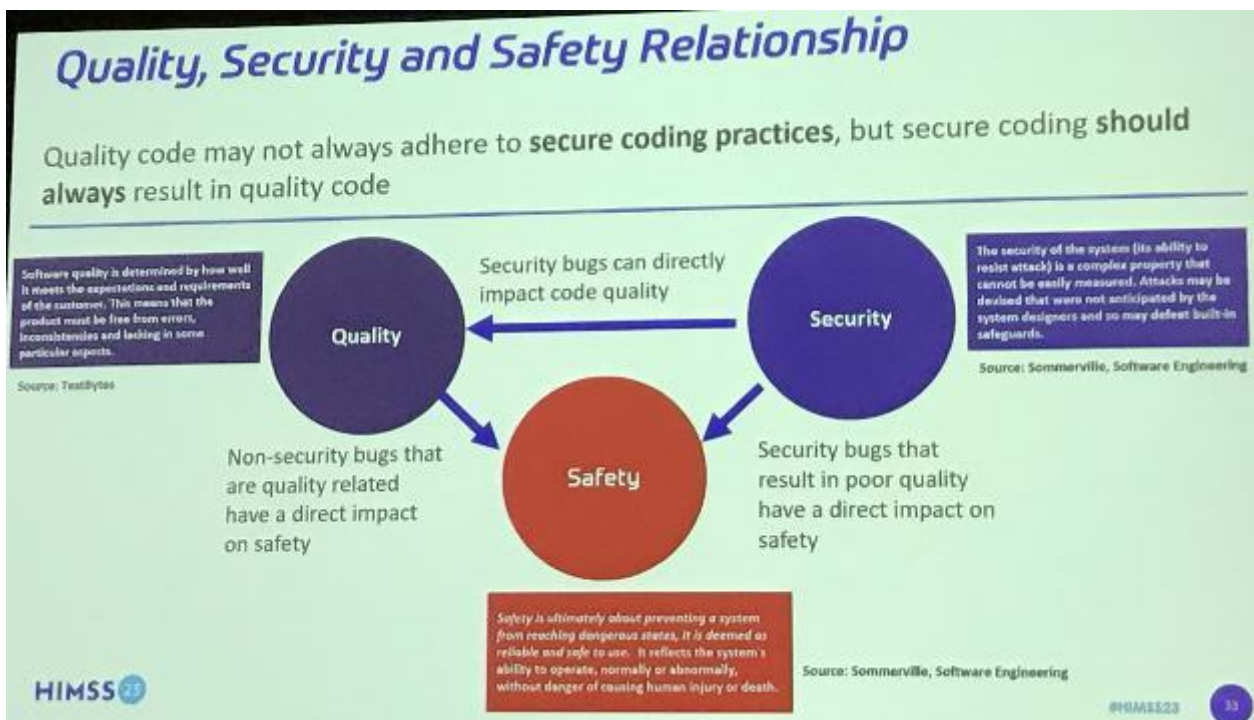 Quality, Security and Safety Relationship
Quality code may not always adhere to secure coding practices, but secure coding should
always result in quality code
Software quality is determined by how well
it meets the expectations and requirements
of the customer. This means that the
product must be free from errors,
inconsistencies and lacking in some
particular aspects.
Source: TestBytes
Quality
Security bugs can directly
impact code quality
Security
The security of the system (its ability to
resist attack) is a complex property that
cannot be easily measured. Attacks may be
devised that were not anticipated by the
system designers and so may defeat built-in
safeguards.
Source: Sommerville, Software Engineering
Non-security bugs that
are quality related
have a direct impact
on safety
Safety
Security bugs that
result in poor quality
have a direct impact on
safety
Safety is ultimately about preventing a system
from reaching dangerous states, it is deemed as
reliable and safe to use. It reflects the system's
ability to operate, normally or abnormally,
without danger of causing human injury or death.
Source: Sommerville, Software Engineering
HIMSS 23
#HIMSS23
33